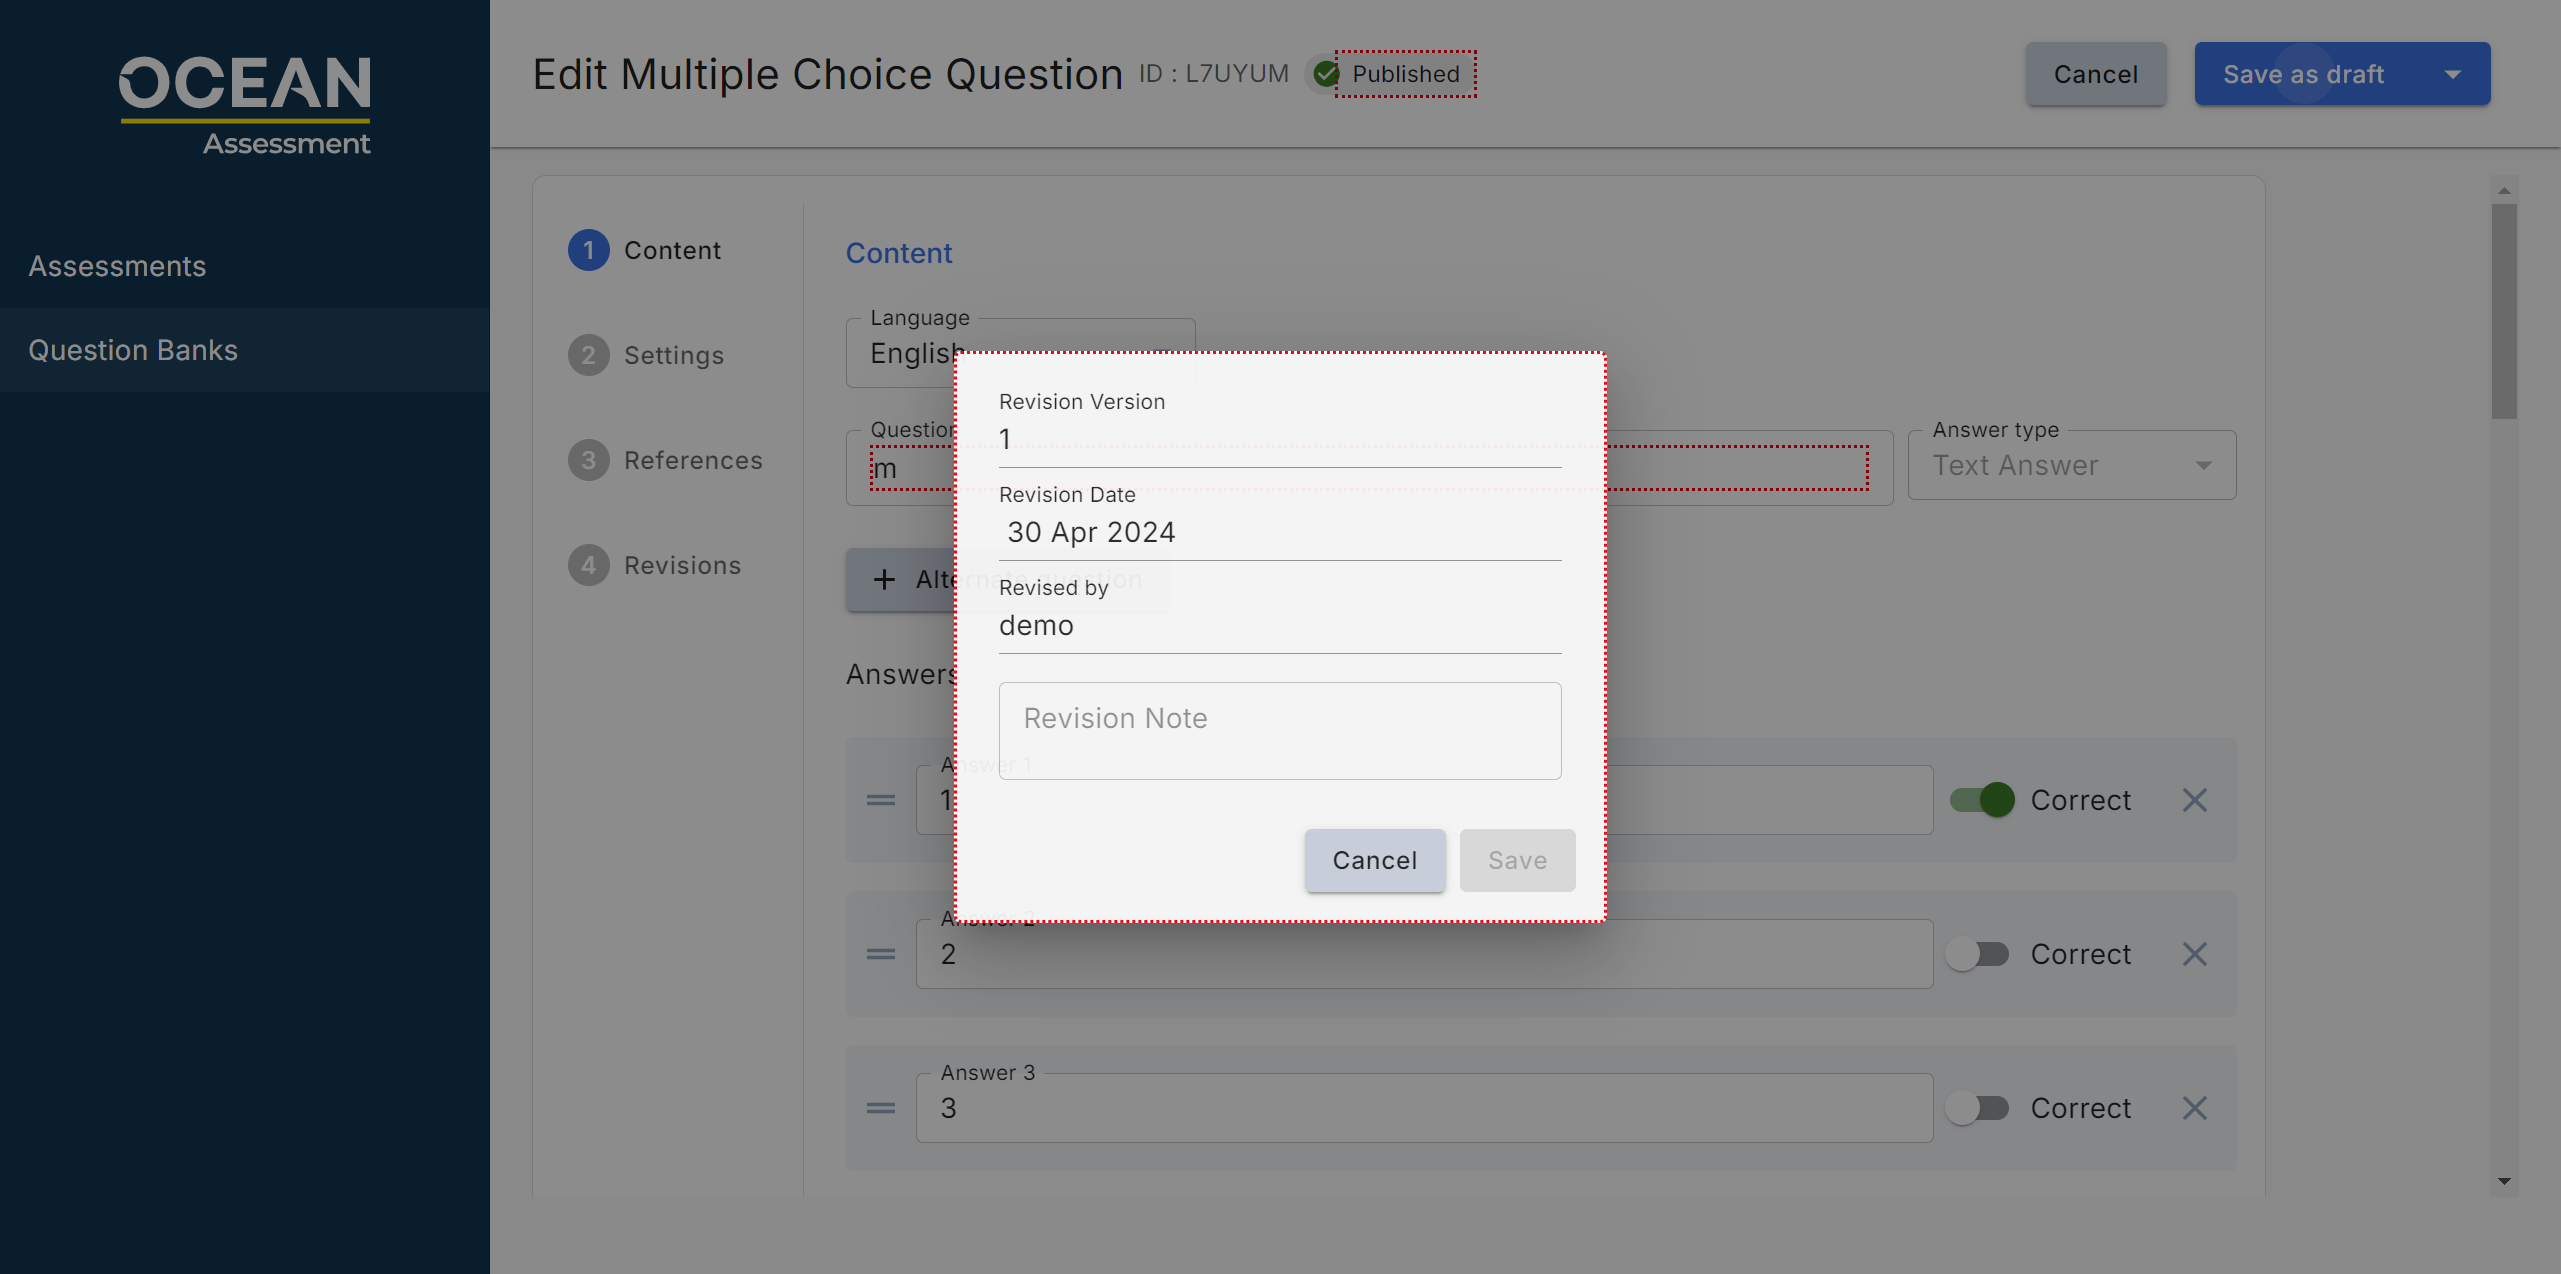 OCEAN
Assessment
Assessments
Question Banks
Edit Multiple Choice Question ID : L7UYUM Published
Cancel
Save as draft
1 Content
2 Settings
3 References
4 Revisions
Content
Language
English
Question
m
Answer type
Text Answer
Alternate question
Answers
Answer 1
1
Correct
Answer 2
2
Correct
Answer 3
3
Correct
Revision Version
1
Revision Date
30 Apr 2024
Revised by
demo
Revision Note
Cancel
Save